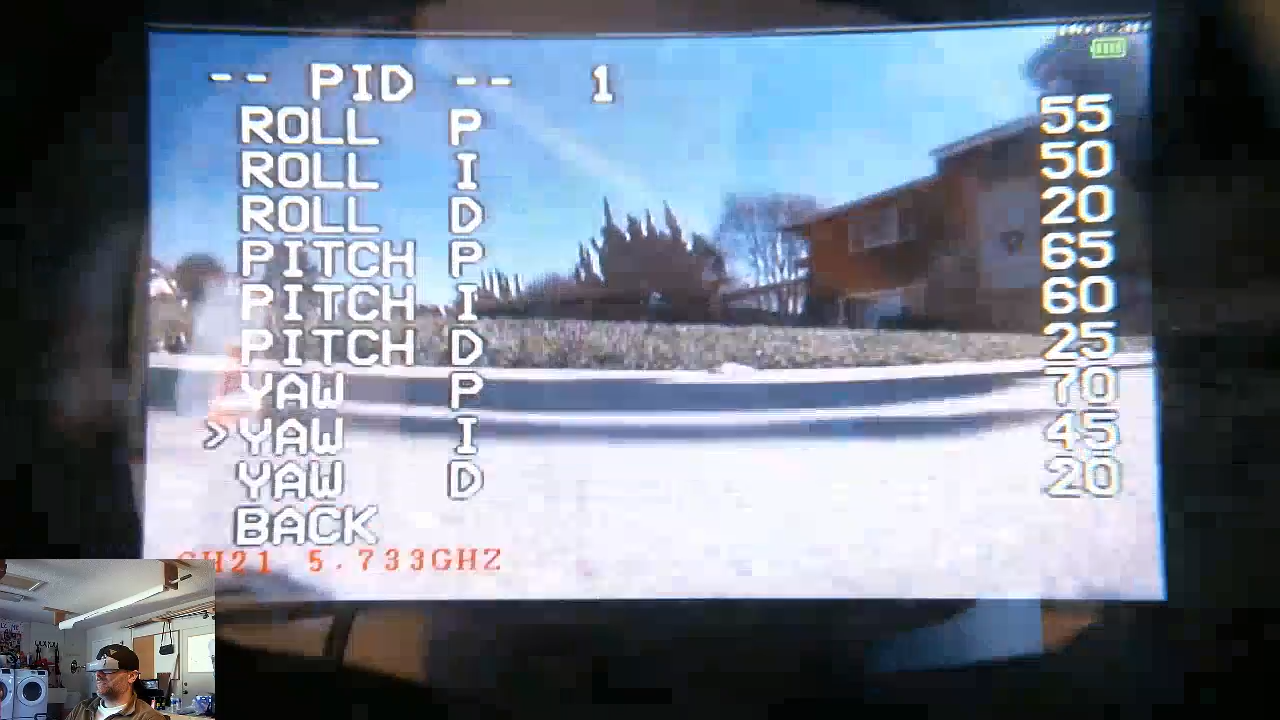 -- PID -- 1
ROLL P 55
ROLL I 50
ROLL D 20
PITCH P 65
PITCH I 60
PITCH D 25
YAW P 70
>YAW I 45
YAW D 20
BACK
CH21 5.733GHZ